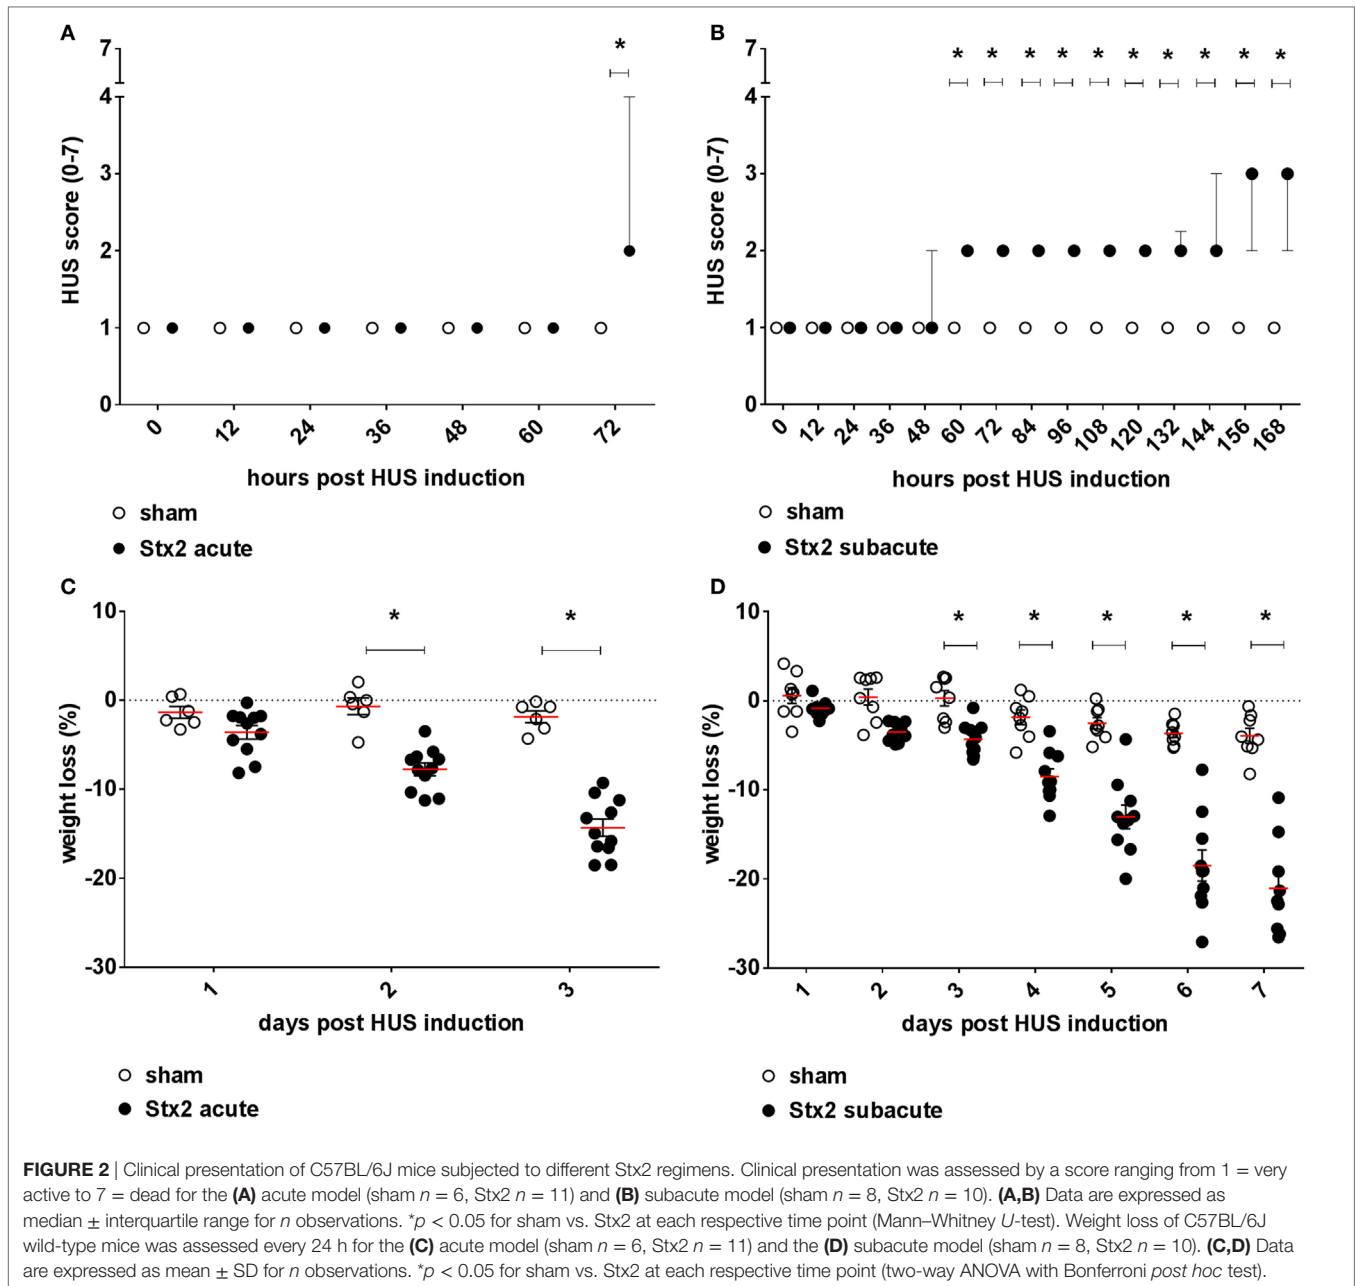 A
7
4
3
2
1
0
HUS score (0-7)
*
0 12 24 36 48 60 72
hours post HUS induction
sham
Stx2 acute
B
7
4
3
2
1
0
HUS score (0-7)
* * * * * * * * * *
0 12 24 36 48 60 72 84 96 108 120 132 144 156 168
hours post HUS induction
sham
Stx2 subacute
C
10
0
-10
-20
-30
weight loss (%)
* *
1 2 3
days post HUS induction
sham
Stx2 acute
D
10
0
-10
-20
-30
weight loss (%)
* * * * *
1 2 3 4 5 6 7
days post HUS induction
sham
Stx2 subacute
FIGURE 2 | Clinical presentation of C57BL/6J mice subjected to different Stx2 regimens. Clinical presentation was assessed by a score ranging from 1 = very
active to 7 = dead for the (A) acute model (sham n = 6, Stx2 n = 11) and (B) subacute model (sham n = 8, Stx2 n = 10). (A,B) Data are expressed as
median ± interquartile range for n observations. *p < 0.05 for sham vs. Stx2 at each respective time point (Mann–Whitney U-test). Weight loss of C57BL/6J
wild-type mice was assessed every 24 h for the (C) acute model (sham n = 6, Stx2 n = 11) and the (D) subacute model (sham n = 8, Stx2 n = 10). (C,D) Data
are expressed as mean ± SD for n observations. *p < 0.05 for sham vs. Stx2 at each respective time point (two-way ANOVA with Bonferroni post hoc test).